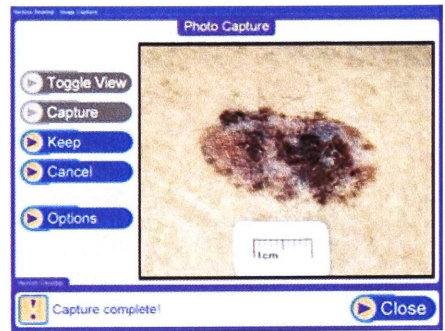 Photo Capture
Toggle View
Capture
Keep
Cancel
Options
1cm
Capture complete!
Close